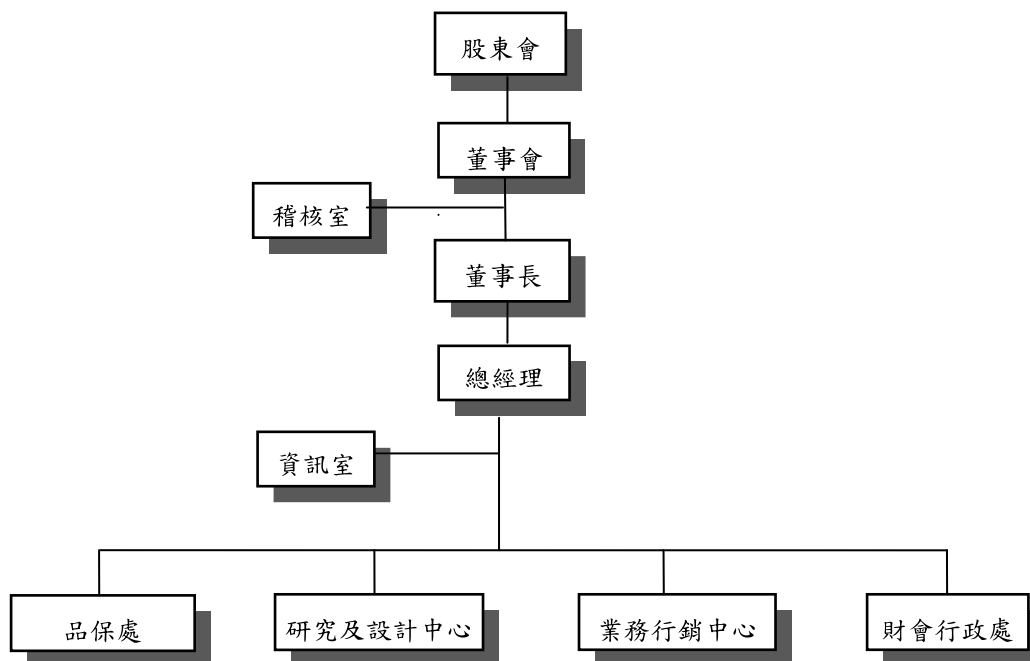 股東會
董事會
稽核室
董事長
總經理
資訊室
品保處
研究及設計中心
業務行銷中心
財會行政處